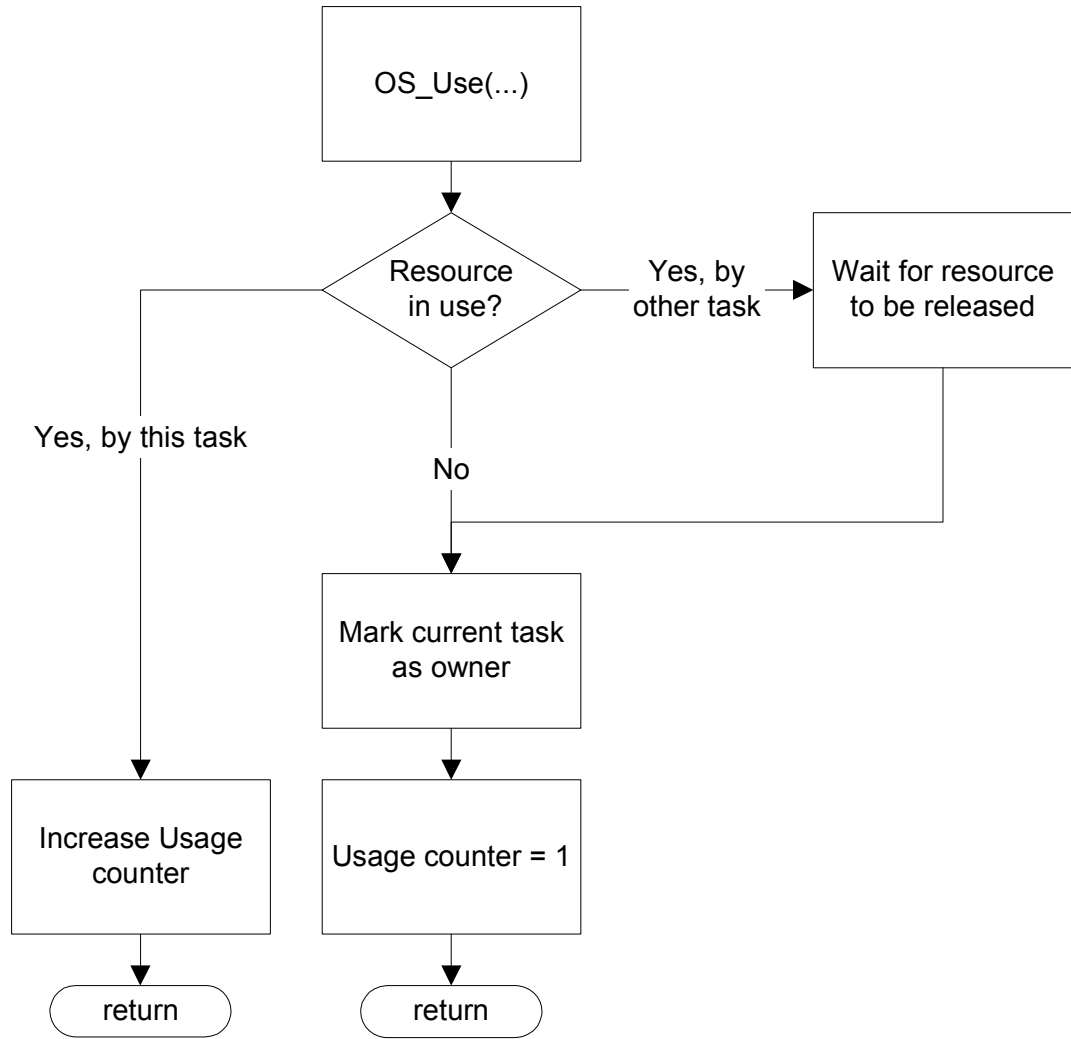 OS_Use(...)
Resource
in use?
Yes, by
other task
Wait for resource
to be released
Yes, by this task
No
Mark current task
as owner
Increase Usage
counter
Usage counter = 1
return
return